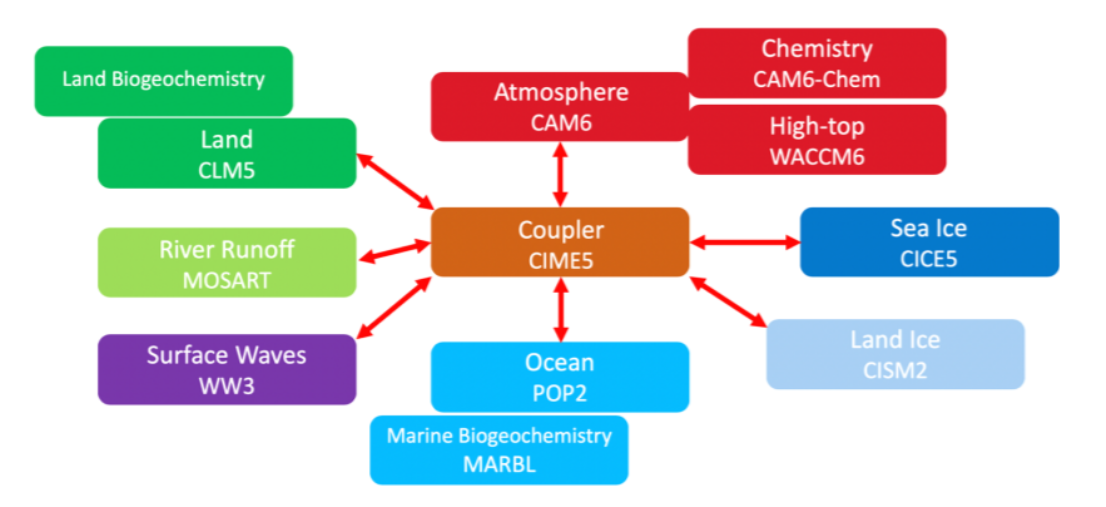 Land Biogeochemistry
Land
CLM5
River Runoff
MOSART
Surface Waves
WW3
Atmosphere
CAM6
Chemistry
CAM6-Chem
High-top
WACCM6
Coupler
CIME5
Ocean
POP2
Marine Biogeochemistry
MARBL
Sea Ice
CICE5
Land Ice
CISM2